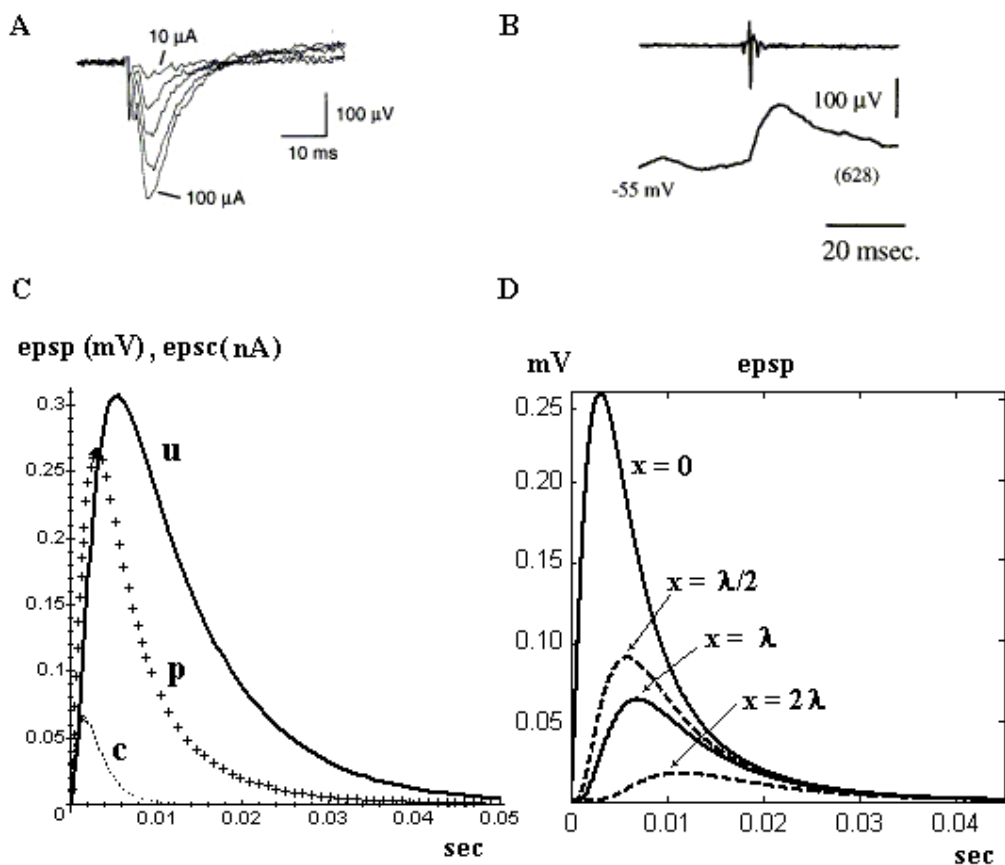 A
10 μA
100 μV
10 ms
100 μA
B
100 μV
-55 mV
(628)
20 msec.
C
epsp (mV), epsc(nA)
0.3
0.25
0.20
0.15
0.1
0.05
0
u
p
c
0.01 0.02 0.03 0.04 0.05
sec
D
mV epsp
0.25
0.20
0.15
0.10
0.05
x = 0
x = λ/2
x = λ
x = 2λ
0 0.01 0.02 0.03 0.04
sec